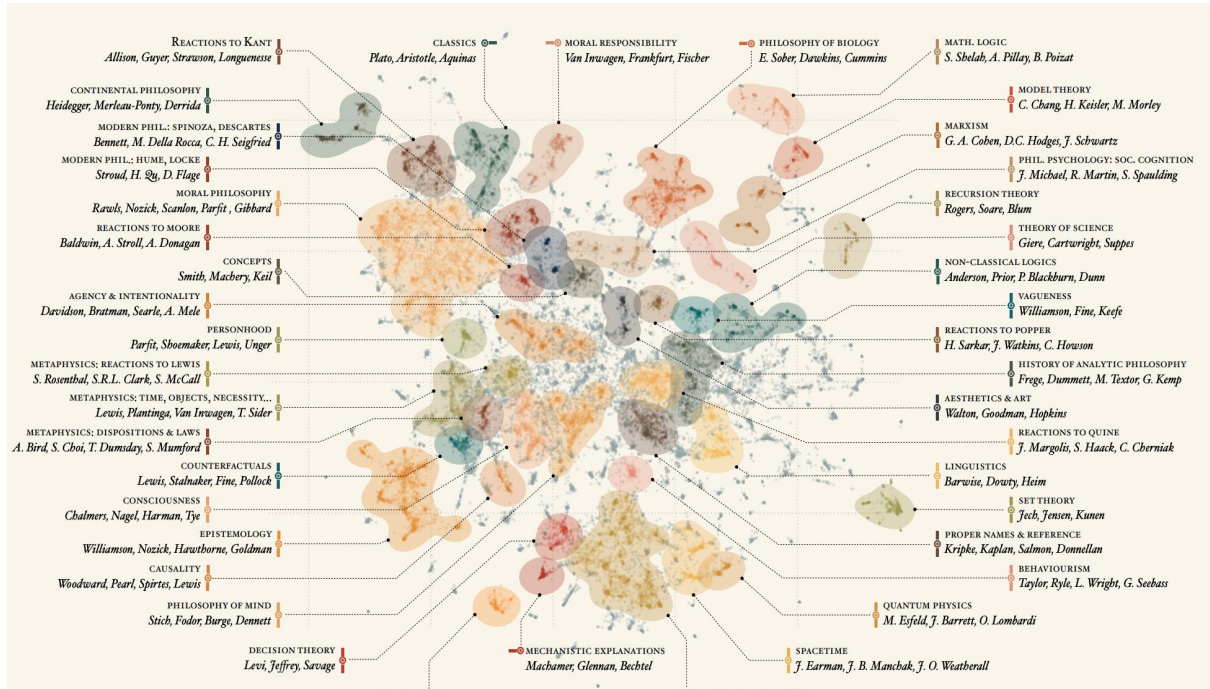 REACTIONS TO KANT
Allison, Guyer, Strawson, Longuenesse
CONTINENTAL PHILOSOPHY
Heidegger, Merleau-Ponty, Derrida
MODERN PHIL.: SPINOZA, DESCARTES
Bennett, M. Della Rocca, C. H. Seigfried
MODERN PHIL.: HUME, LOCKE
Stroud, H. Qu, D. Flage
MORAL PHILOSOPHY
Rawls, Nozick, Scanlon, Parfit , Gibbard
REACTIONS TO MOORE
Baldwin, A. Stroll, A. Donagan
CONCEPTS
Smith, Machery, Keil
AGENCY & INTENTIONALITY
Davidson, Bratman, Searle, A. Mele
PERSONHOOD
Parfit, Shoemaker, Lewis, Unger
METAPHYSICS: REACTIONS TO LEWIS
S. Rosenthal, S.R.L. Clark, S. McCall
METAPHYSICS: TIME, OBJECTS, NECESSITY...
Lewis, Plantinga, Van Inwagen, T. Sider
METAPHYSICS: DISPOSITIONS & LAWS
A. Bird, S. Choi, T. Dumsday, S. Mumford
COUNTERFACTUALS
Lewis, Stalnaker, Fine, Pollock
CONSCIOUSNESS
Chalmers, Nagel, Harman, Tye
EPISTEMOLOGY
Williamson, Nozick, Hawthorne, Goldman
CAUSALITY
Woodward, Pearl, Spirtes, Lewis
PHILOSOPHY OF MIND
Stich, Fodor, Burge, Dennett
DECISION THEORY
Levi, Jeffrey, Savage
CLASSICS
Plato, Aristotle, Aquinas
MORAL RESPONSIBILITY
Van Inwagen, Frankfurt, Fischer
PHILOSOPHY OF BIOLOGY
E. Sober, Dawkins, Cummins
MATH. LOGIC
S. Shelah, A. Pillay, B. Poizat
MODEL THEORY
C. Chang, H. Keisler, M. Morley
MARXISM
G. A. Cohen, D.C. Hodges, J. Schwartz
PHIL. PSYCHOLOGY: SOC. COGNITION
J. Michael, R. Martin, S. Spaulding
RECURSION THEORY
Rogers, Soare, Blum
THEORY OF SCIENCE
Giere, Cartwright, Suppes
NON-CLASSICAL LOGICS
Anderson, Prior, P. Blackburn, Dunn
VAGUENESS
Williamson, Fine, Keefe
REACTIONS TO POPPER
H. Sarkar, J. Watkins, C. Howson
HISTORY OF ANALYTIC PHILOSOPHY
Frege, Dummett, M. Textor, G. Kemp
AESTHETICS & ART
Walton, Goodman, Hopkins
REACTIONS TO QUINE
J. Margolis, S. Haack, C. Cherniak
LINGUISTICS
Barwise, Dowty, Heim
SET THEORY
Jech, Jensen, Kunen
PROPER NAMES & REFERENCE
Kripke, Kaplan, Salmon, Donnellan
BEHAVIOURISM
Taylor, Ryle, L. Wright, G. Seebass
QUANTUM PHYSICS
M. Esfeld, J. Barrett, O. Lombardi
SPACETIME
J. Earman, J. B. Manchak, J. O. Weatherall
MECHANISTIC EXPLANATIONS
Machamer, Glennan, Bechtel